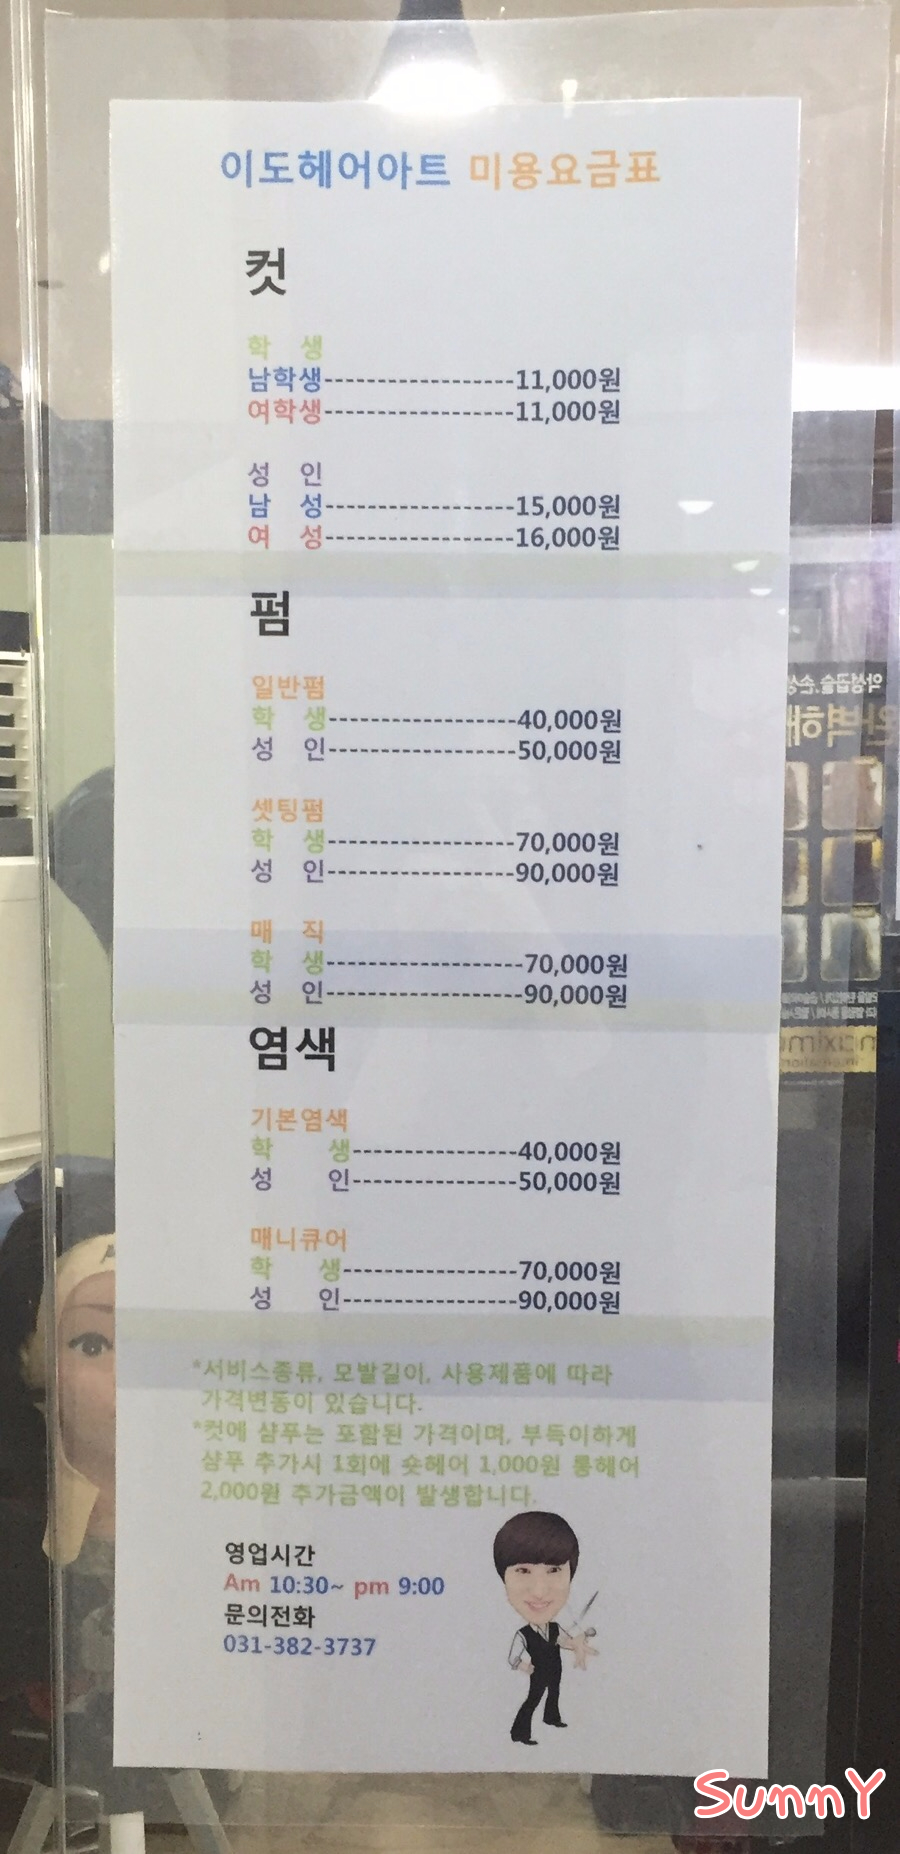 이도헤어아트 미용요금표
컷
학 생
남학생------------------11,000원
여학생------------------11,000원
성 인
남 성------------------15,000원
여 성------------------16,000원
펌
일반펌
학 생------------------40,000원
성 인------------------50,000원
셋팅펌
학 생------------------70,000원
성 인------------------90,000원
매 직
학 생-------------------70,000원
성 인-------------------90,000원
염색
기본염색
학 생----------------40,000원
성 인----------------50,000원
매니큐어
학 생-----------------70,000원
성 인-----------------90,000원
*서비스종류, 모발길이, 사용제품에 따라
가격변동이 있습니다.
*컷에 샴푸는 포함된 가격이며, 부득이하게
샴푸 추가시 1회에 숏헤어 1,000원 롱헤어
2,000원 추가금액이 발생합니다.
영업시간
Am 10:30~ pm 9:00
문의전화
031-382-3737
SunnY